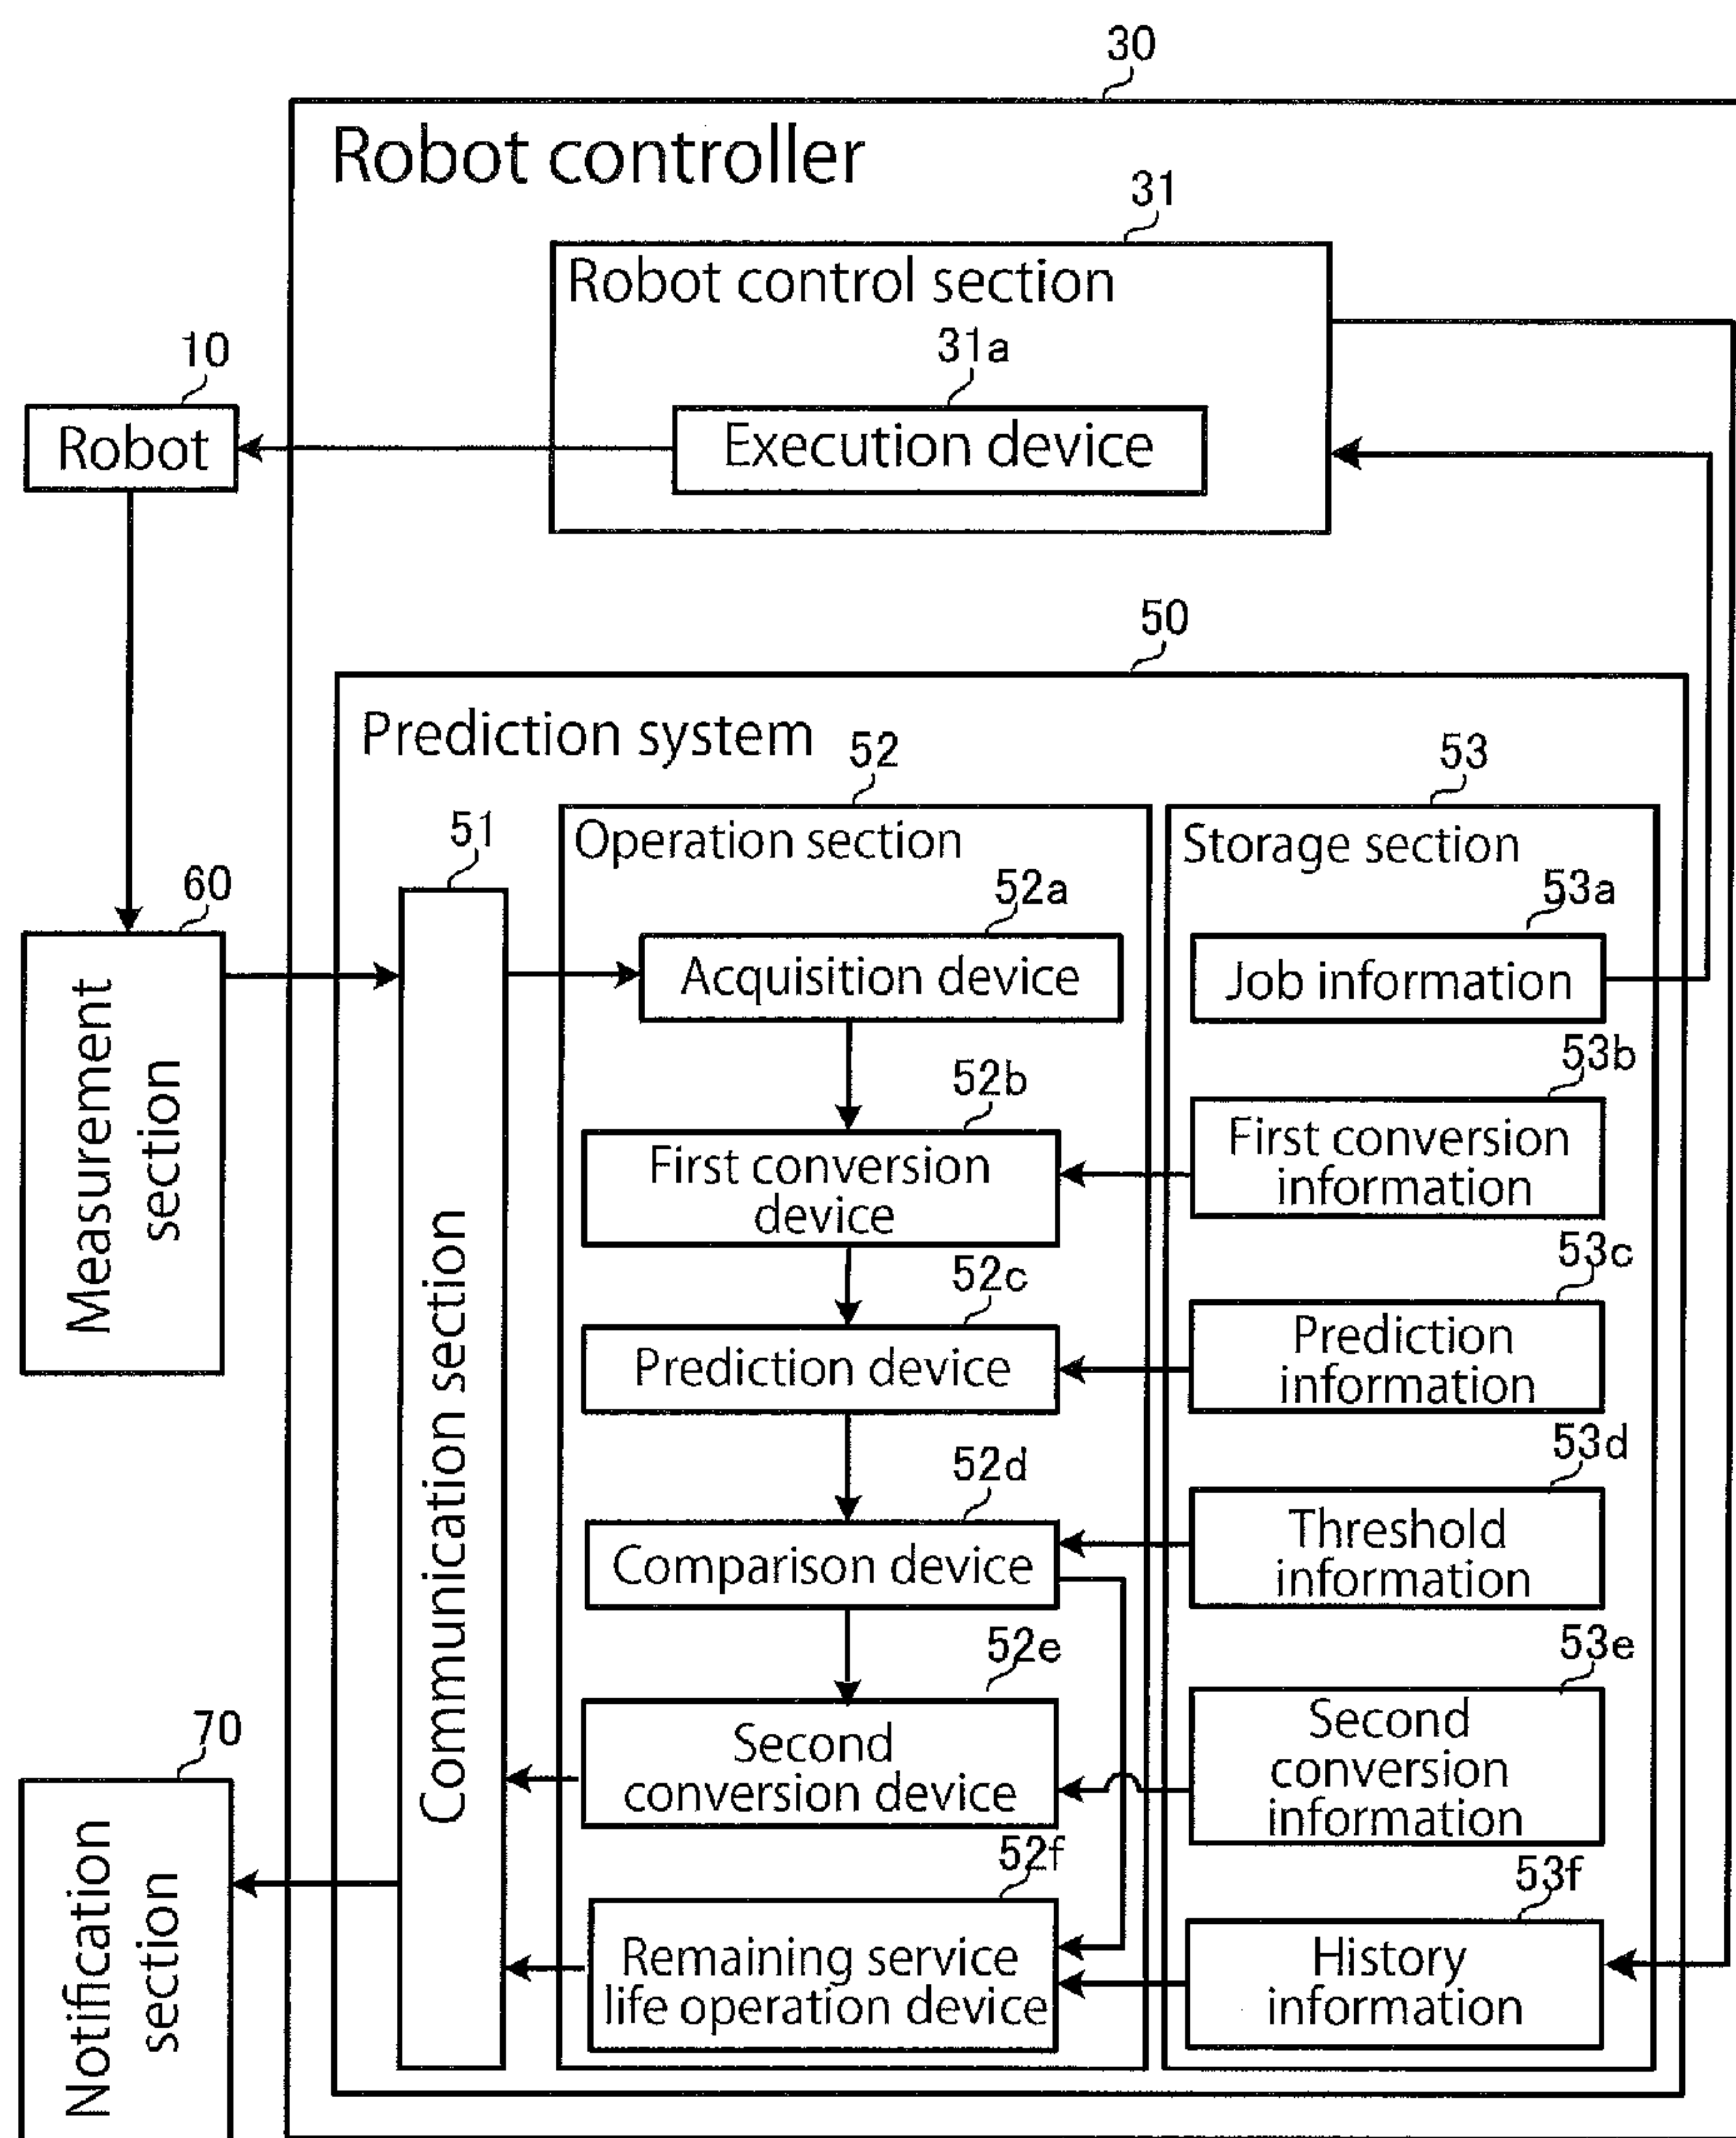 30
Robot controller
31
Robot control section
31a
Execution device
10
Robot
50
Prediction system
52
53
51
Operation section
Storage section
60
52a
53a
Measurement
section
Communication section
Acquisition device
Job information
52b
53b
First conversion
device
First conversion
information
52c
53c
Prediction device
Prediction
information
52d
53d
Comparison device
Threshold
information
52e
53e
Second
conversion device
Second
conversion
information
70
52f
53f
Notification
section
Remaining service
life operation device
History
information